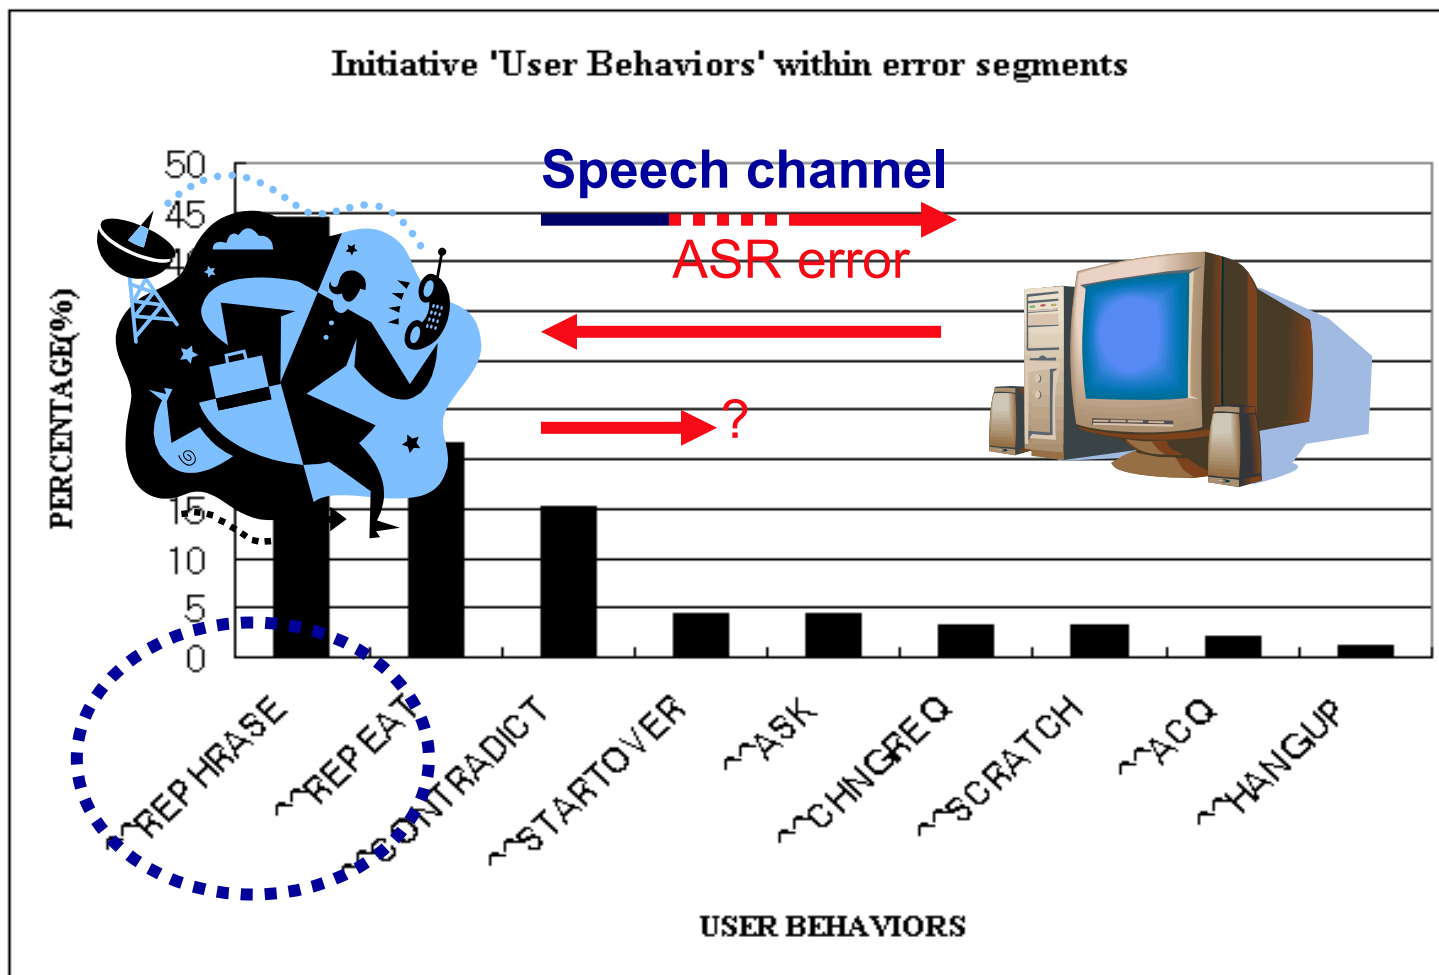 Initiative 'User Behaviors' within error segments
Speech channel
ASR error
?
PERCENTAGE(%)
50
45
40
15
10
5
0
^^REPHRASE
^^REPEAT
^^CONTRADICT
^^STARTOVER
^^ASK
^^CHNGREQ
^^SCRATCH
^^ACQ
^^HANGUP
USER BEHAVIORS